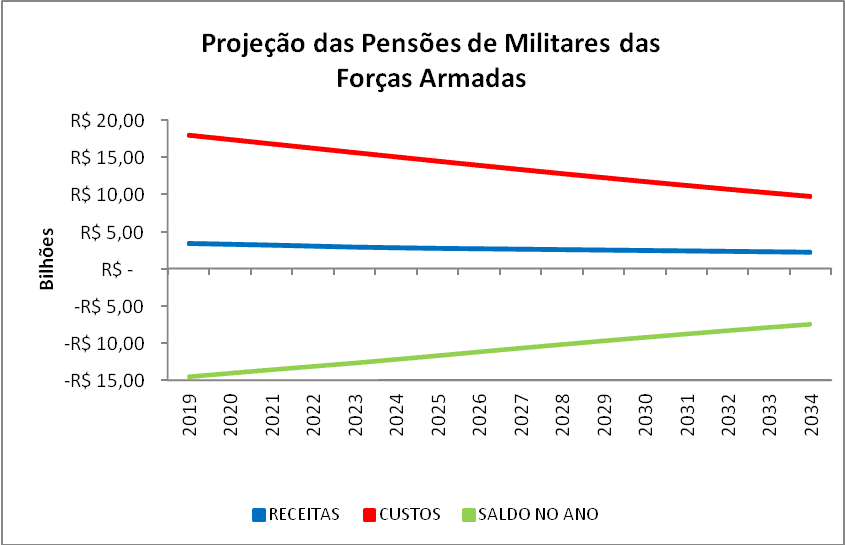 Projeção das Pensões de Militares das
Forças Armadas
Bilhões
R$ 20,00
R$ 15,00
R$ 10,00
R$ 5,00
R$ -
-R$ 5,00
-R$ 10,00
-R$ 15,00
2019
2020
2021
2022
2023
2024
2025
2026
2027
2028
2029
2030
2031
2032
2033
2034
RECEITAS
CUSTOS
SALDO NO ANO